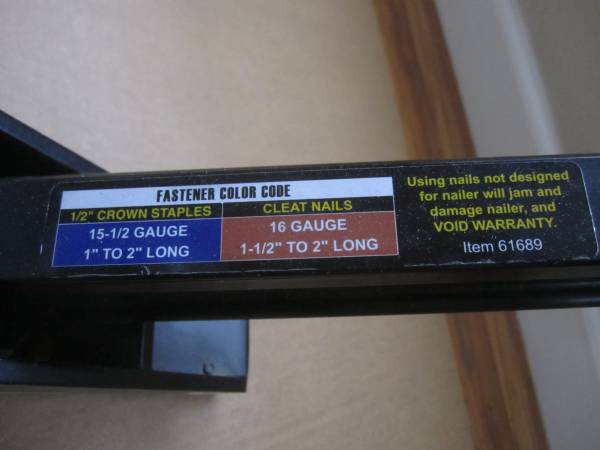 FASTENER COLOR CODE
1/2" CROWN STAPLES
15-1/2 GAUGE
1" TO 2" LONG
CLEAT NAILS
16 GAUGE
1-1/2" TO 2" LONG
Using nails not designed
for nailer will jam and
damage nailer, and
VOID WARRANTY.
Item 61689